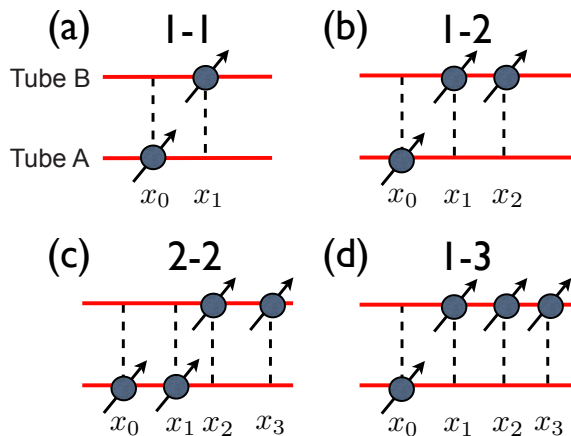 (a) 1-1
Tube B
Tube A
x₀ x₁
(b) 1-2
x₀ x₁ x₂
(c) 2-2
x₀ x₁ x₂ x₃
(d) 1-3
x₀ x₁ x₂ x₃